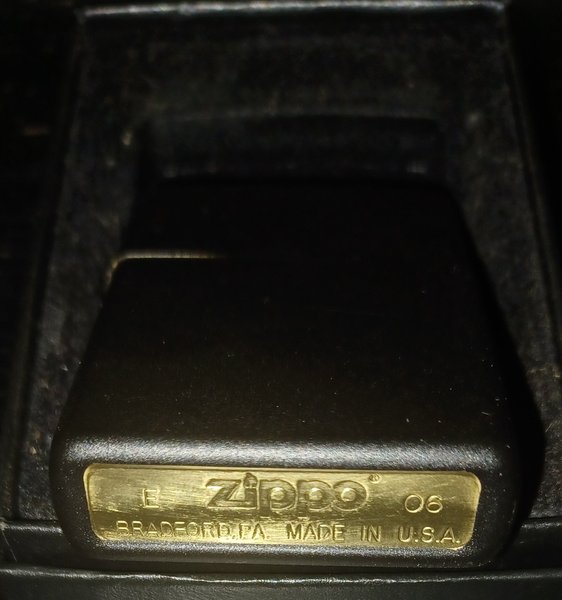 E zippo® 06
BRADFORD, PA MADE IN U.S.A.